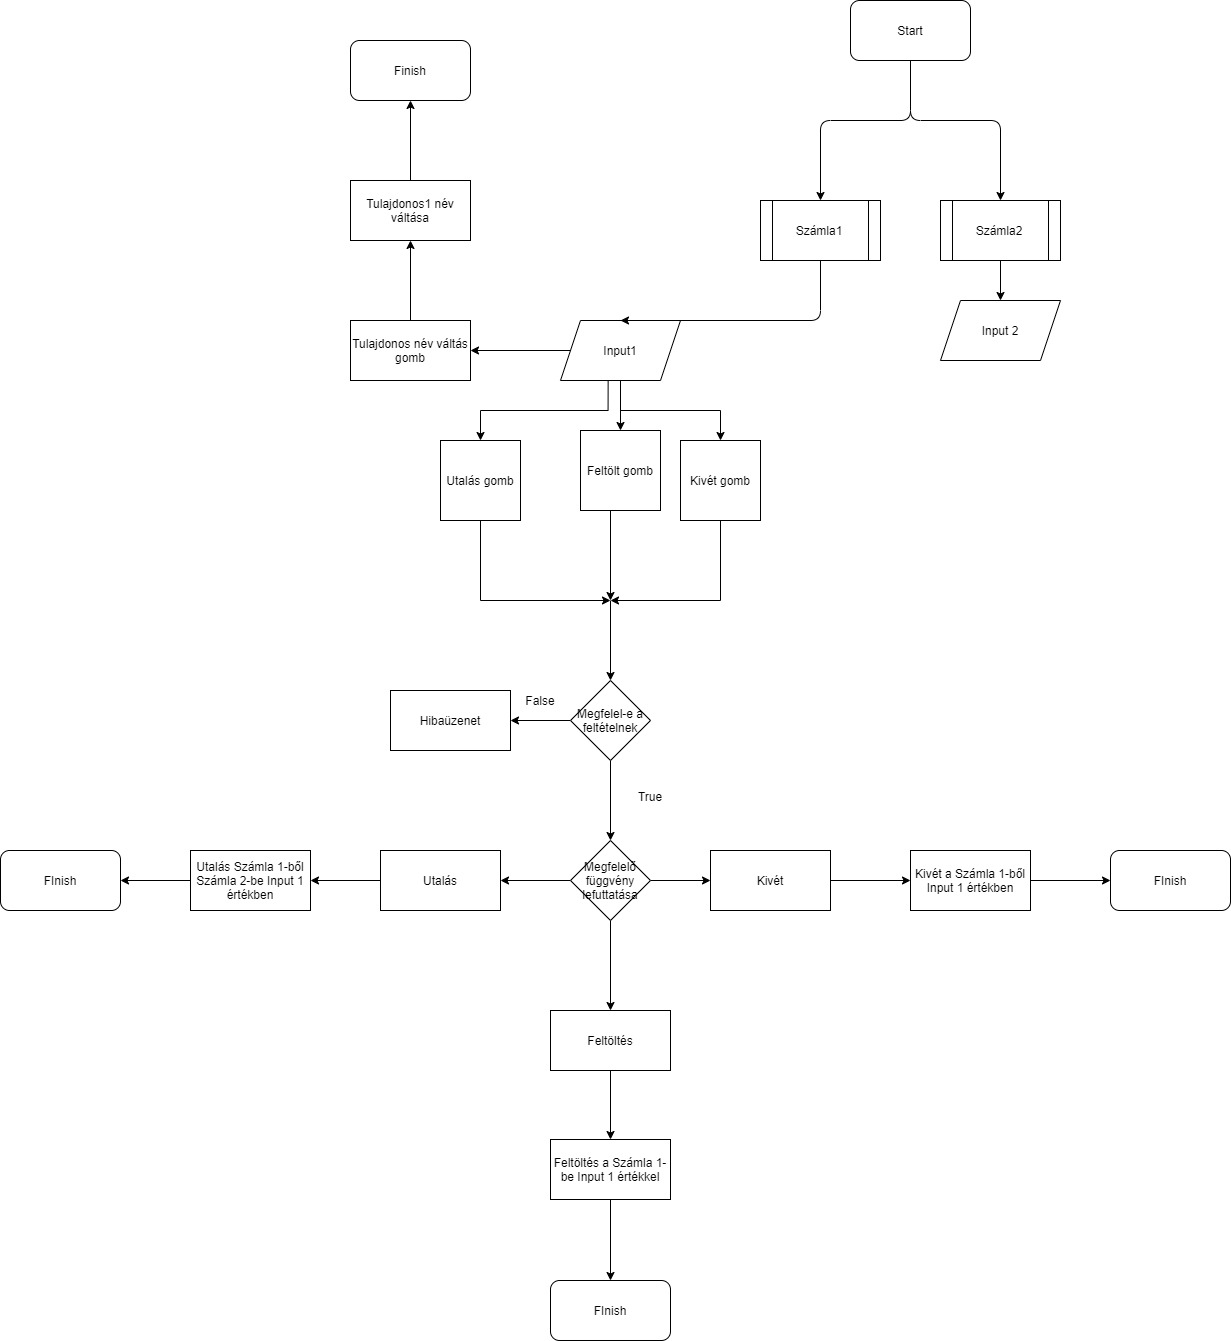 Start
Finish
Tulajdonos1 név
váltása
Számla1
Számla2
Tulajdonos név váltás
gomb
Input1
Input 2
Utalás gomb
Feltölt gomb
Kivét gomb
False
Hibaüzenet
Megfelel-e a
feltételnek
True
FInish
Utalás Számla 1-ből
Számla 2-be Input 1
értékben
Utalás
Megfelelő
függvény
lefuttatása
Kivét
Kivét a Számla 1-ből
Input 1 értékben
FInish
Feltöltés
Feltöltés a Számla 1-
be Input 1 értékkel
FInish